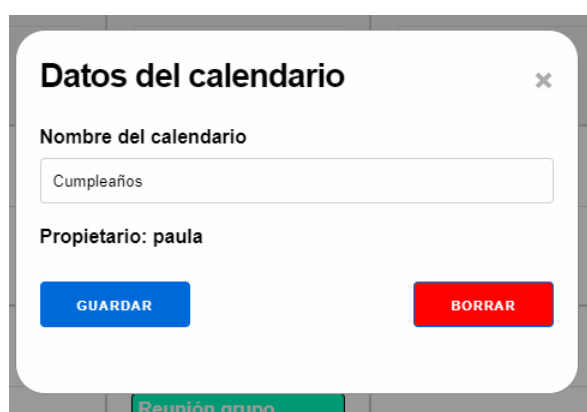 Datos del calendario
×
Nombre del calendario
Cumpleaños
Propietario: paula
GUARDAR
BORRAR
Reunión grupo